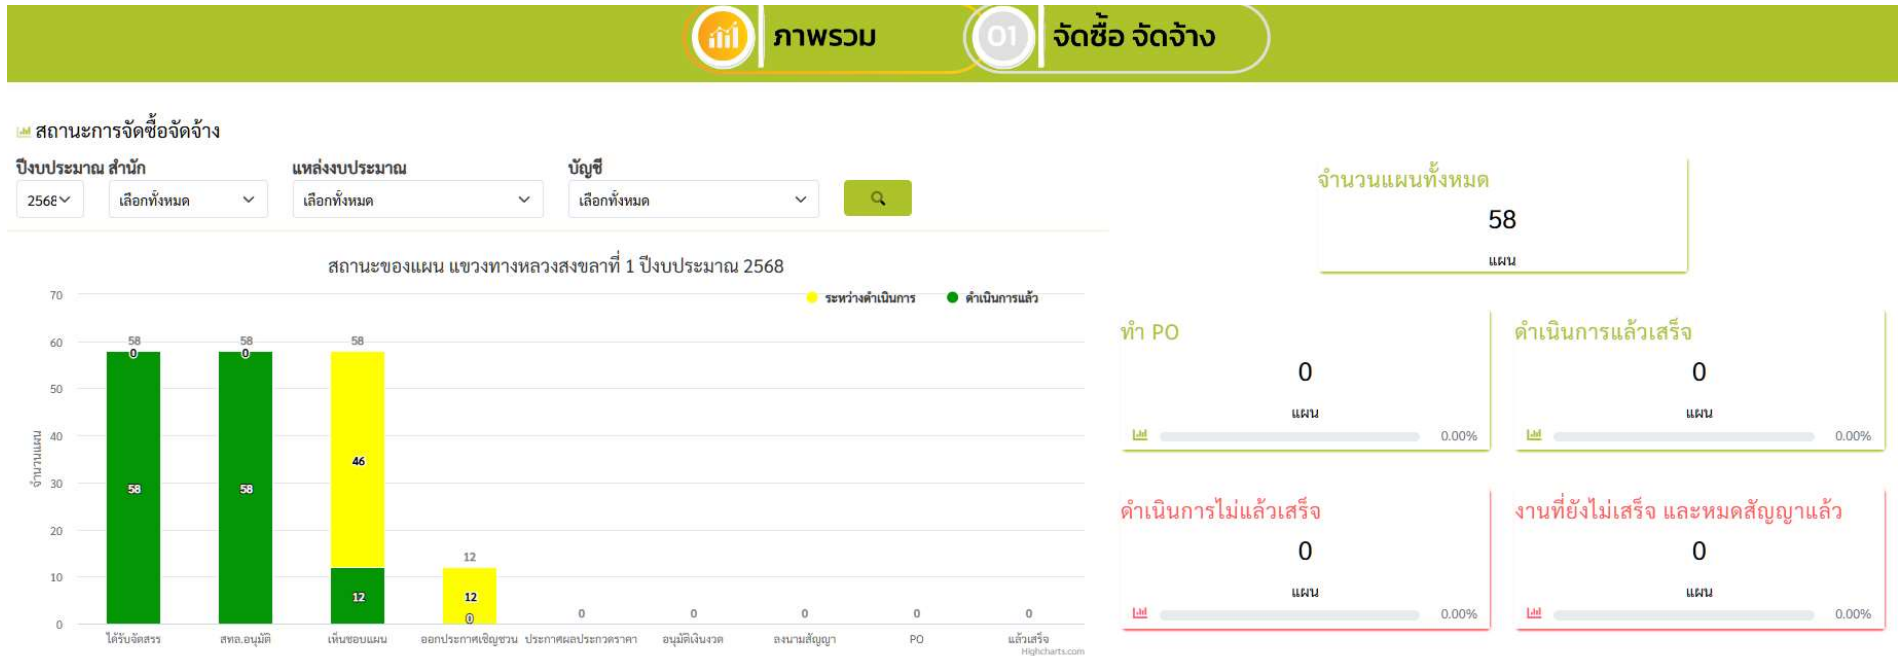 ภาพรวม
01 จัดซื้อ จัดจ้าง
สถานะการจัดซื้อจัดจ้าง
ปีงบประมาณ สำนัก แหล่งงบประมาณ บัญชี
2568 เลือกทั้งหมด เลือกทั้งหมด เลือกทั้งหมด
สถานะของแผน แขวงทางหลวงสงขลาที่ 1 ปีงบประมาณ 2568
ระหว่างดำเนินการ ดำเนินการแล้ว
จำนวนแผน
70
60
50
40
30
20
10
0
58 58 58
0 0
46
58 58
12
12
12
0
0 0 0 0 0
ได้รับจัดสรร สทล.อนุมัติ เห็นชอบแผน ออกประกาศเชิญชวน ประกาศผลประกวดราคา อนุมัติเงินงวด ลงนามสัญญา PO แล้วเสร็จ
Highcharts.com
จำนวนแผนทั้งหมด
58
แผน
ทำ PO
0
แผน
0.00%
ดำเนินการแล้วเสร็จ
0
แผน
0.00%
ดำเนินการไม่แล้วเสร็จ
0
แผน
0.00%
งานที่ยังไม่เสร็จ และหมดสัญญาแล้ว
0
แผน
0.00%